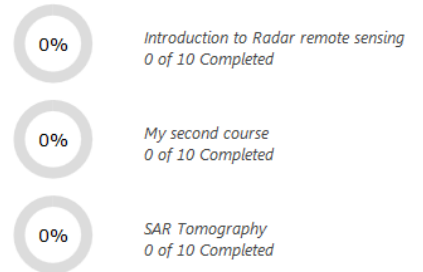 0%
Introduction to Radar remote sensing
0 of 10 Completed
0%
My second course
0 of 10 Completed
0%
SAR Tomography
0 of 10 Completed